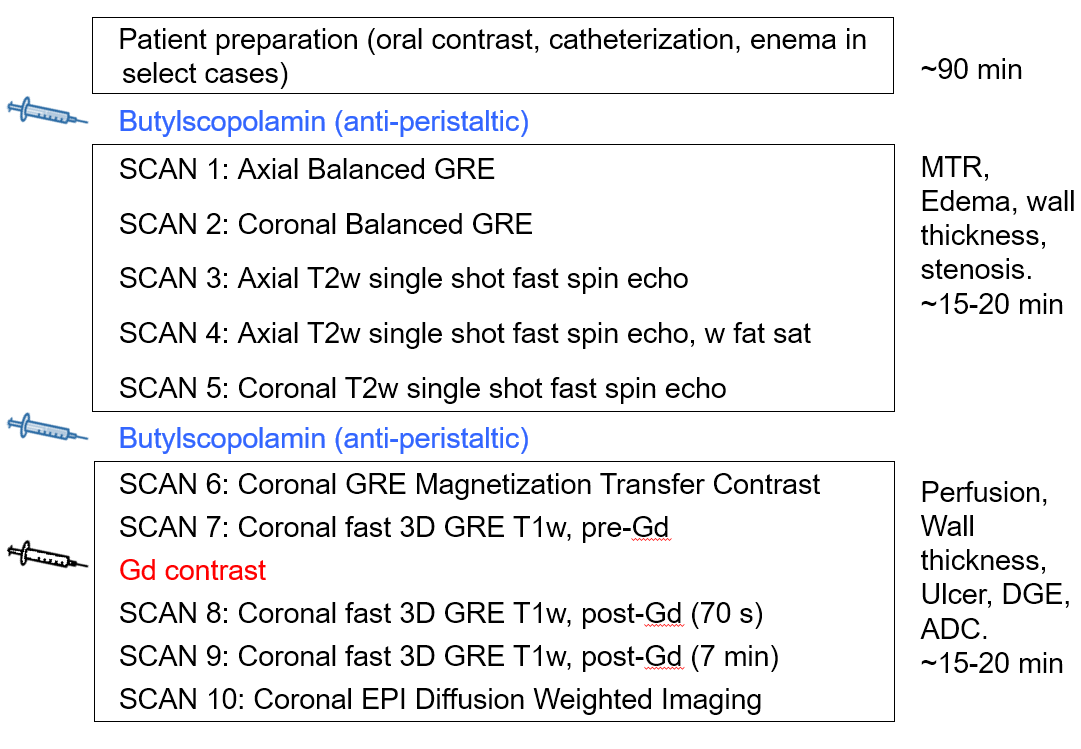 Patient preparation (oral contrast, catheterization, enema in
select cases)
~90 min
Butylscopolamin (anti-peristaltic)
SCAN 1: Axial Balanced GRE
SCAN 2: Coronal Balanced GRE
SCAN 3: Axial T2w single shot fast spin echo
SCAN 4: Axial T2w single shot fast spin echo, w fat sat
SCAN 5: Coronal T2w single shot fast spin echo
MTR,
Edema, wall
thickness,
stenosis.
~15-20 min
Butylscopolamin (anti-peristaltic)
SCAN 6: Coronal GRE Magnetization Transfer Contrast
SCAN 7: Coronal fast 3D GRE T1w, pre-Gd
Gd contrast
SCAN 8: Coronal fast 3D GRE T1w, post-Gd (70 s)
SCAN 9: Coronal fast 3D GRE T1w, post-Gd (7 min)
SCAN 10: Coronal EPI Diffusion Weighted Imaging
Perfusion,
Wall
thickness,
Ulcer, DGE,
ADC.
~15-20 min